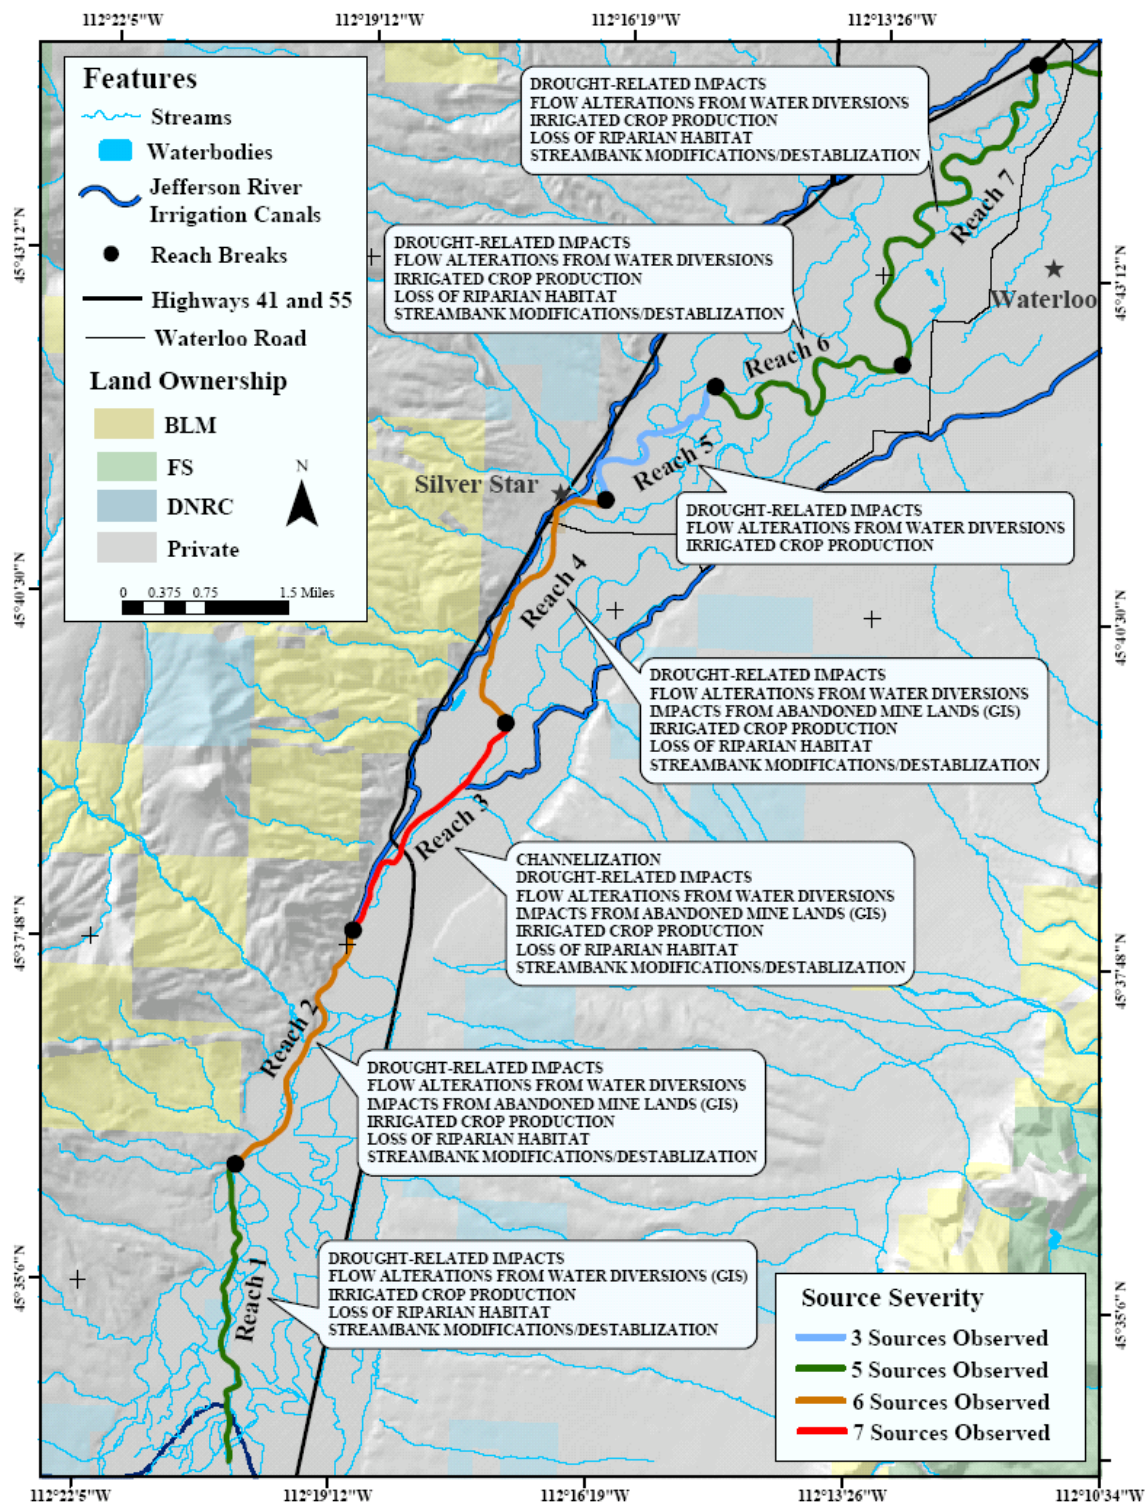 112°22'5"W 112°19'12"W 112°16'19"W 112°13'26"W
Features
Streams
Waterbodies
Jefferson River
Irrigation Canals
Reach Breaks
Highways 41 and 55
Waterloo Road
Land Ownership
BLM
FS
DNRC
Private
N
0 0.375 0.75 1.5 Miles
DROUGHT-RELATED IMPACTS
FLOW ALTERATIONS FROM WATER DIVERSIONS
IRRIGATED CROP PRODUCTION
LOSS OF RIPARIAN HABITAT
STREAMBANK MODIFICATIONS/DESTABLIZATION
Reach 7
45°43'12"N
45°43'12"N
Waterloo
DROUGHT-RELATED IMPACTS
FLOW ALTERATIONS FROM WATER DIVERSIONS
IRRIGATED CROP PRODUCTION
LOSS OF RIPARIAN HABITAT
STREAMBANK MODIFICATIONS/DESTABLIZATION
Reach 6
Reach 5
Silver Star
DROUGHT-RELATED IMPACTS
FLOW ALTERATIONS FROM WATER DIVERSIONS
IRRIGATED CROP PRODUCTION
Reach 4
45°40'30"N
45°40'30"N
DROUGHT-RELATED IMPACTS
FLOW ALTERATIONS FROM WATER DIVERSIONS
IMPACTS FROM ABANDONED MINE LANDS (GIS)
IRRIGATED CROP PRODUCTION
LOSS OF RIPARIAN HABITAT
STREAMBANK MODIFICATIONS/DESTABLIZATION
Reach 3
CHANNELIZATION
DROUGHT-RELATED IMPACTS
FLOW ALTERATIONS FROM WATER DIVERSIONS
IMPACTS FROM ABANDONED MINE LANDS (GIS)
IRRIGATED CROP PRODUCTION
LOSS OF RIPARIAN HABITAT
STREAMBANK MODIFICATIONS/DESTABLIZATION
45°37'48"N
45°37'48"N
Reach 2
DROUGHT-RELATED IMPACTS
FLOW ALTERATIONS FROM WATER DIVERSIONS
IMPACTS FROM ABANDONED MINE LANDS (GIS)
IRRIGATED CROP PRODUCTION
LOSS OF RIPARIAN HABITAT
STREAMBANK MODIFICATIONS/DESTABLIZATION
Reach 1
DROUGHT-RELATED IMPACTS
FLOW ALTERATIONS FROM WATER DIVERSIONS (GIS)
IRRIGATED CROP PRODUCTION
LOSS OF RIPARIAN HABITAT
STREAMBANK MODIFICATIONS/DESTABLIZATION
45°35'6"N
45°35'6"N
Source Severity
3 Sources Observed
5 Sources Observed
6 Sources Observed
7 Sources Observed
112°22'5"W 112°19'12"W 112°16'19"W 112°13'26"W 112°10'34"W